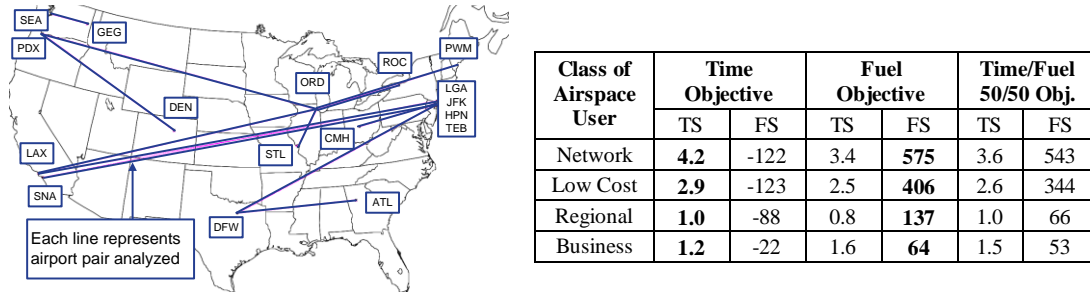 SEA
GEG
PDX
PWM
ROC
ORD
LGA
JFK
HPN
TEB
DEN
CMH
LAX
STL
SNA
ATL
DFW
Each line represents
airport pair analyzed
Class of Airspace User | Time Objective | Fuel Objective | Time/Fuel 50/50 Obj.
TS FS TS FS TS FS
Network 4.2 -122 3.4 575 3.6 543
Low Cost 2.9 -123 2.5 406 2.6 344
Regional 1.0 -88 0.8 137 1.0 66
Business 1.2 -22 1.6 64 1.5 53